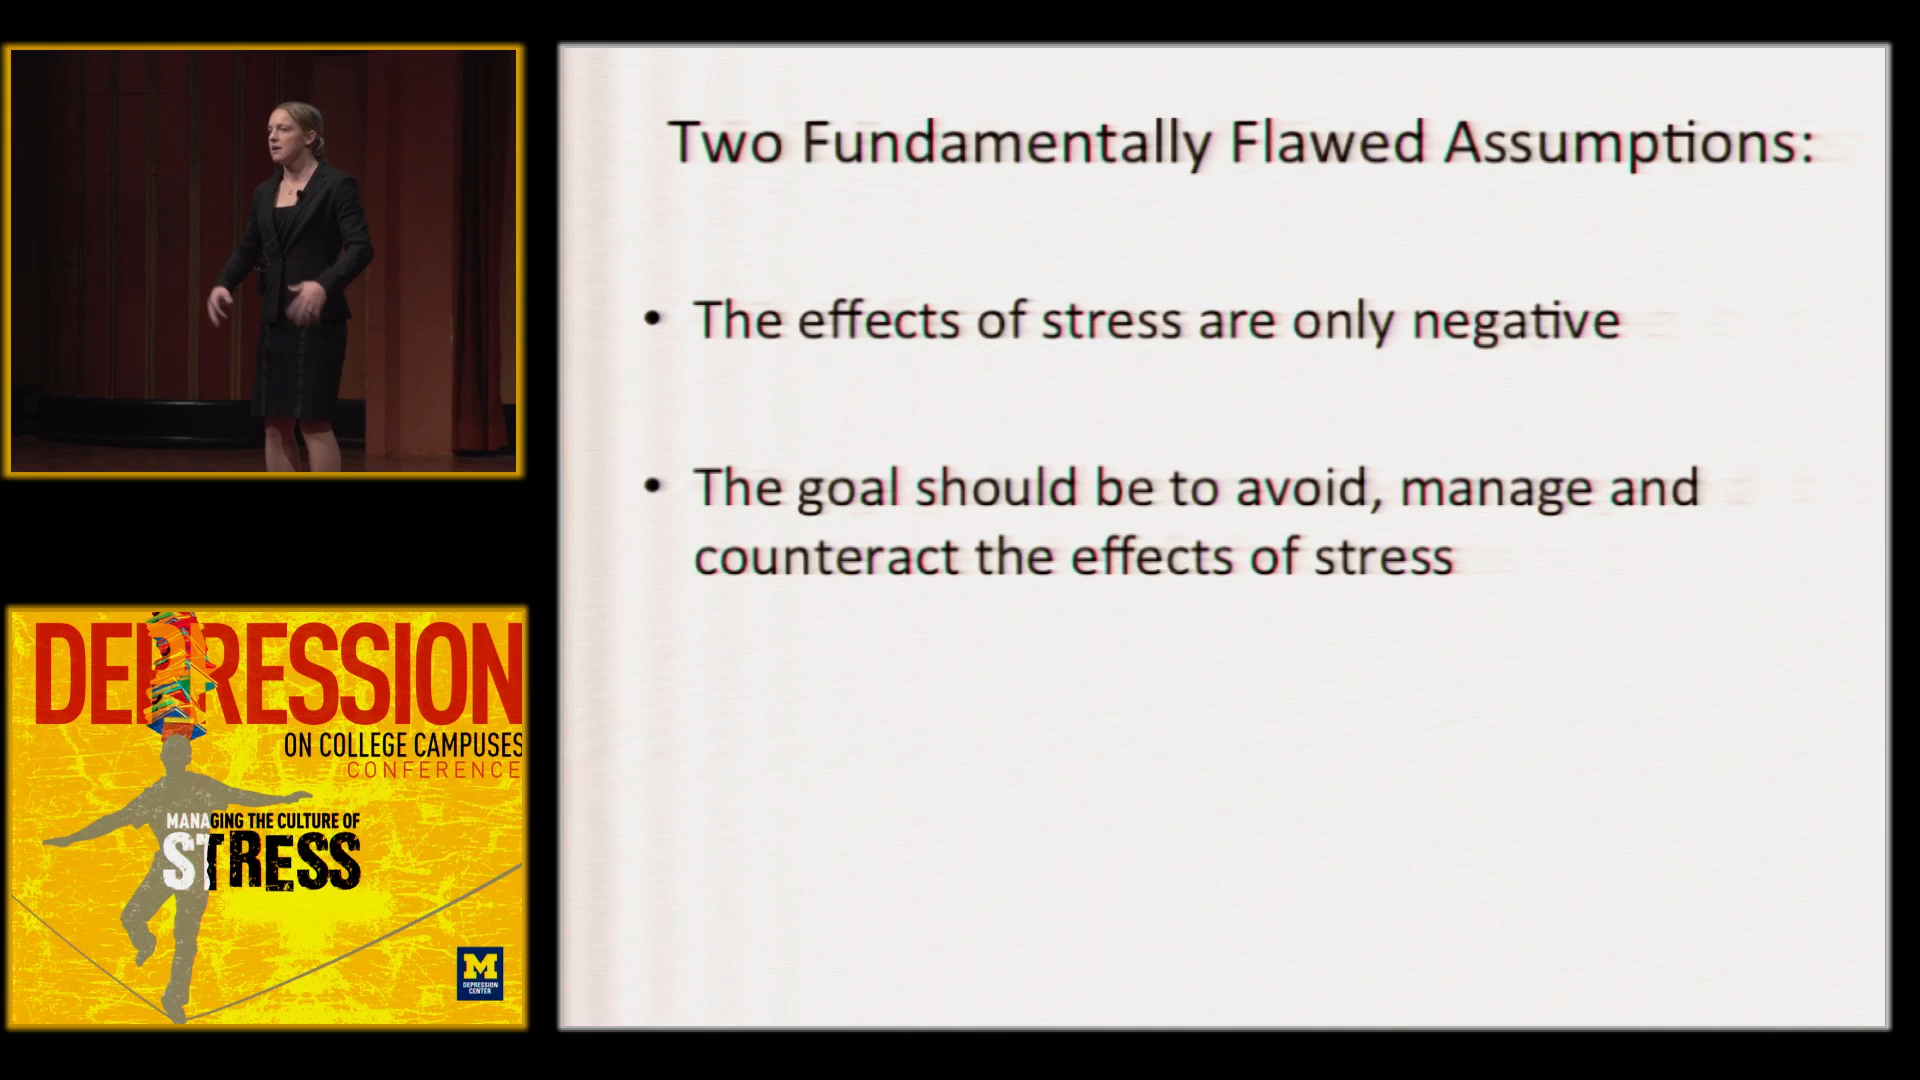 Two Fundamentally Flawed Assumptions:
• The effects of stress are only negative
• The goal should be to avoid, manage and
counteract the effects of stress
DEPRESSION
ON COLLEGE CAMPUSES
CONFERENCE
MANAGING THE CULTURE OF
STRESS
M
DEPRESSION
CENTER